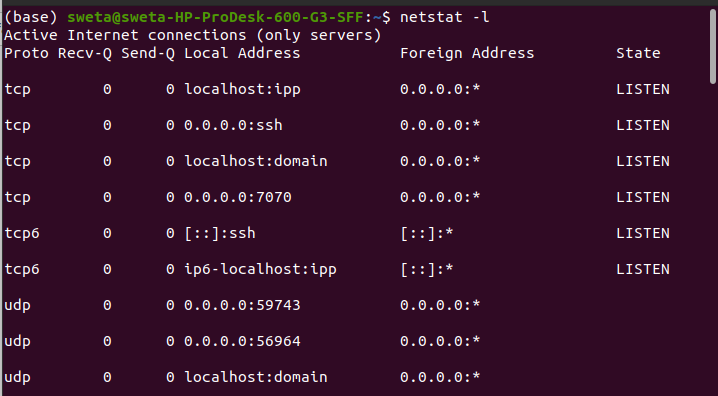 (base) sweta@sweta-HP-ProDesk-600-G3-SFF:~$ netstat -l
Active Internet connections (only servers)
Proto Recv-Q Send-Q Local Address           Foreign Address         State
tcp        0      0 localhost:ipp           0.0.0.0:*               LISTEN
tcp        0      0 0.0.0.0:ssh             0.0.0.0:*               LISTEN
tcp        0      0 localhost:domain        0.0.0.0:*               LISTEN
tcp        0      0 0.0.0.0:7070            0.0.0.0:*               LISTEN
tcp6       0      0 [::]:ssh                [::]:*                  LISTEN
tcp6       0      0 ip6-localhost:ipp       [::]:*                  LISTEN
udp        0      0 0.0.0.0:59743           0.0.0.0:*
udp        0      0 0.0.0.0:56964           0.0.0.0:*
udp        0      0 localhost:domain        0.0.0.0:*